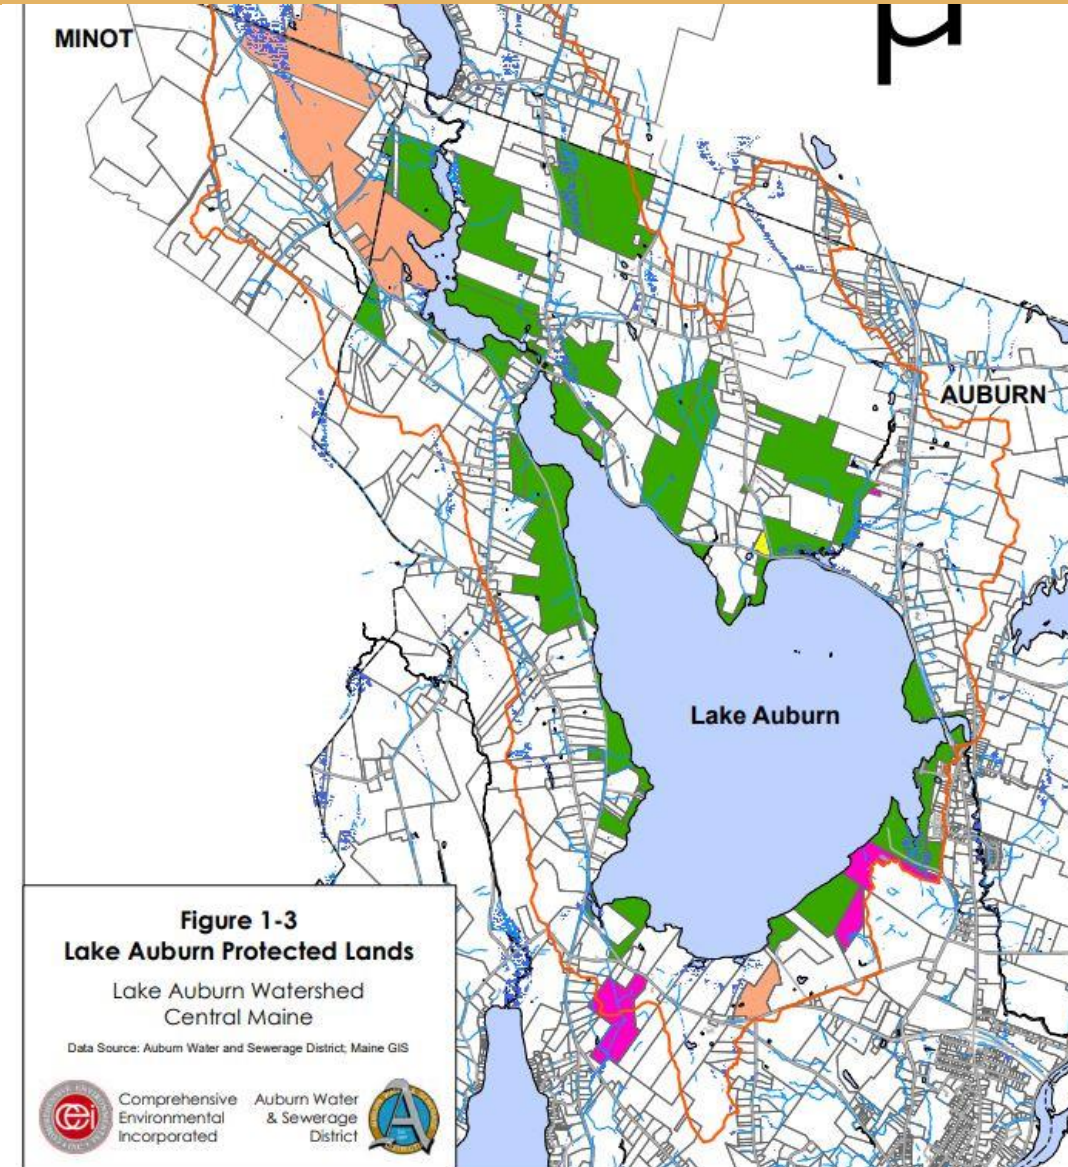 MINOT
µ
AUBURN
Lake Auburn
Figure 1-3
Lake Auburn Protected Lands
Lake Auburn Watershed
Central Maine
Data Source: Auburn Water and Sewerage District; Maine GIS
cei
Comprehensive
Environmental
Incorporated
Auburn Water
& Sewerage
District
A